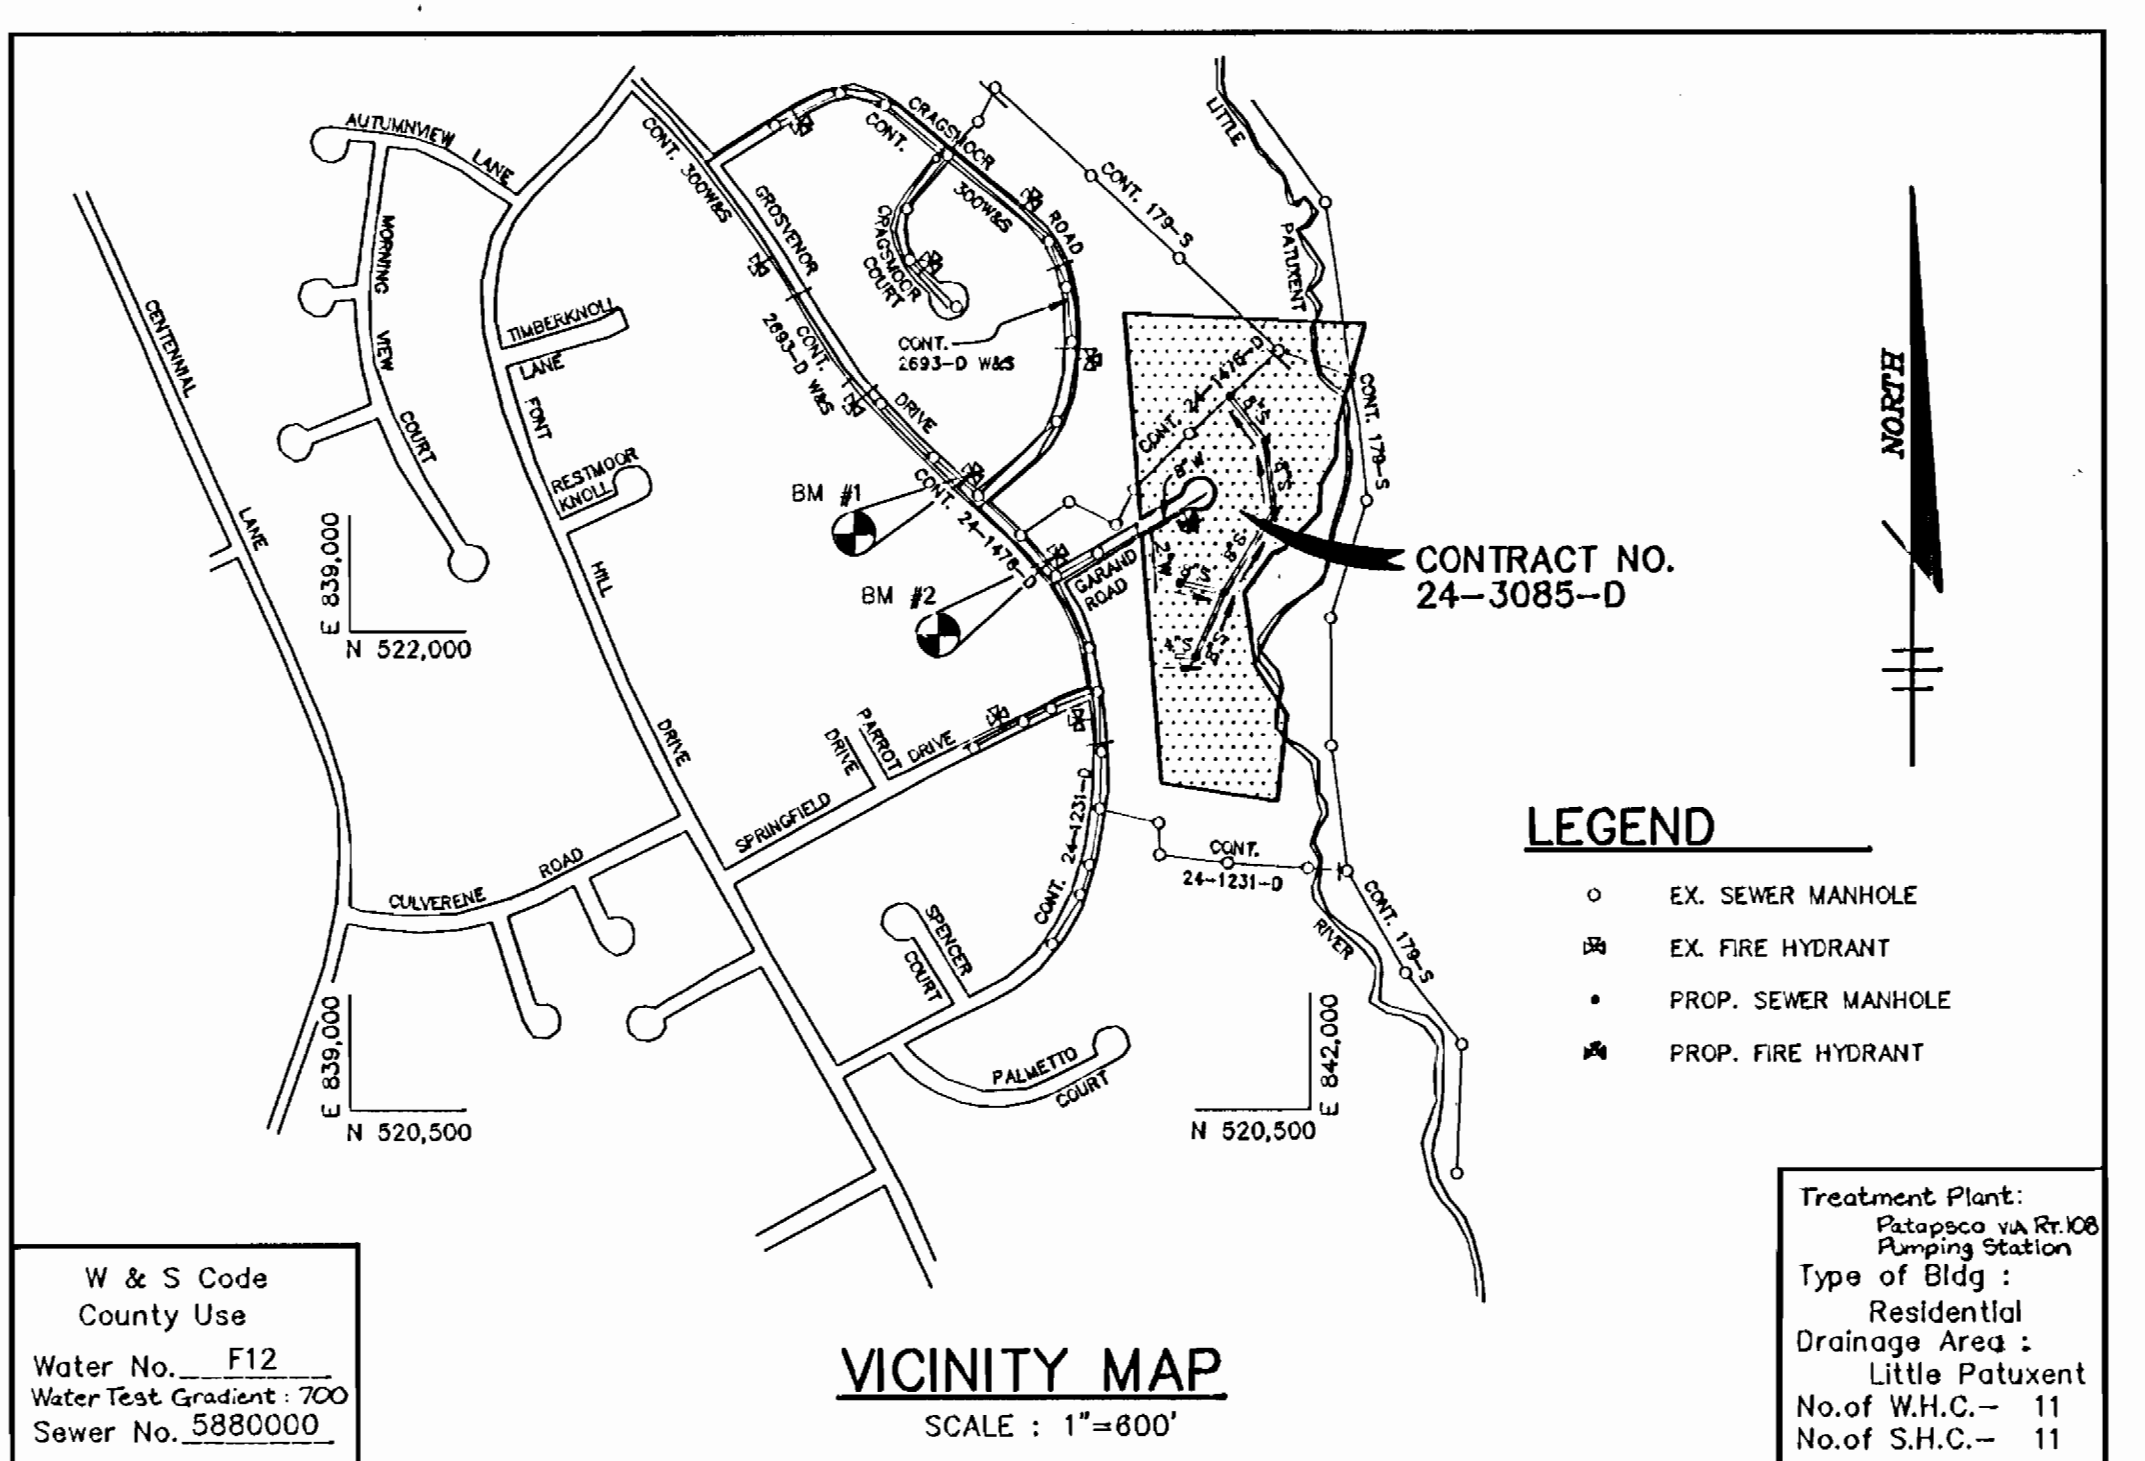 AUTUMNVIEW
LANE
MORNING
VIEW
COURT
CENTENNIAL
LANE
TIMBERKNOLL
LANE
FONT
HILL
DRIVE
RESTMOOR
KNOLL
CONT. 300W&S
GROSVENOR
DRIVE
CONT.
2693-D W&S
CRAGSMOOR
ROAD
CONT.
300W&S
CRAGSMOOR
COURT
CONT.
2693-D W&S
CONT. 179-S
LITTLE
PATUXENT
RIVER
CONT. 24-1476-D
CONT. 179-S
8"S
8"S
8"W
8"S
8"S
4"S
BM #1
BM #2
CONT. 24-1476-D
GARAND
ROAD
CONTRACT NO.
24-3085-D
NORTH
E 839,000
N 522,000
PARROT
DRIVE
SPRINGFIELD
DRIVE
CULVERENE
ROAD
CONT. 24-1231-D
CONT.
24-1231-D
CONT. 179-S
SPENCER
COURT
PALMETTO
COURT
E 839,000
N 520,500
E 842,000
N 520,500
LEGEND
EX. SEWER MANHOLE
EX. FIRE HYDRANT
PROP. SEWER MANHOLE
PROP. FIRE HYDRANT
W & S Code
County Use
Water No. F12
Water Test Gradient : 700
Sewer No. 5880000
VICINITY MAP
SCALE : 1"=600'
Treatment Plant:
Patapsco VIA RT.108
Pumping Station
Type of Bldg :
Residential
Drainage Area :
Little Patuxent
No.of W.H.C.- 11
No.of S.H.C.- 11